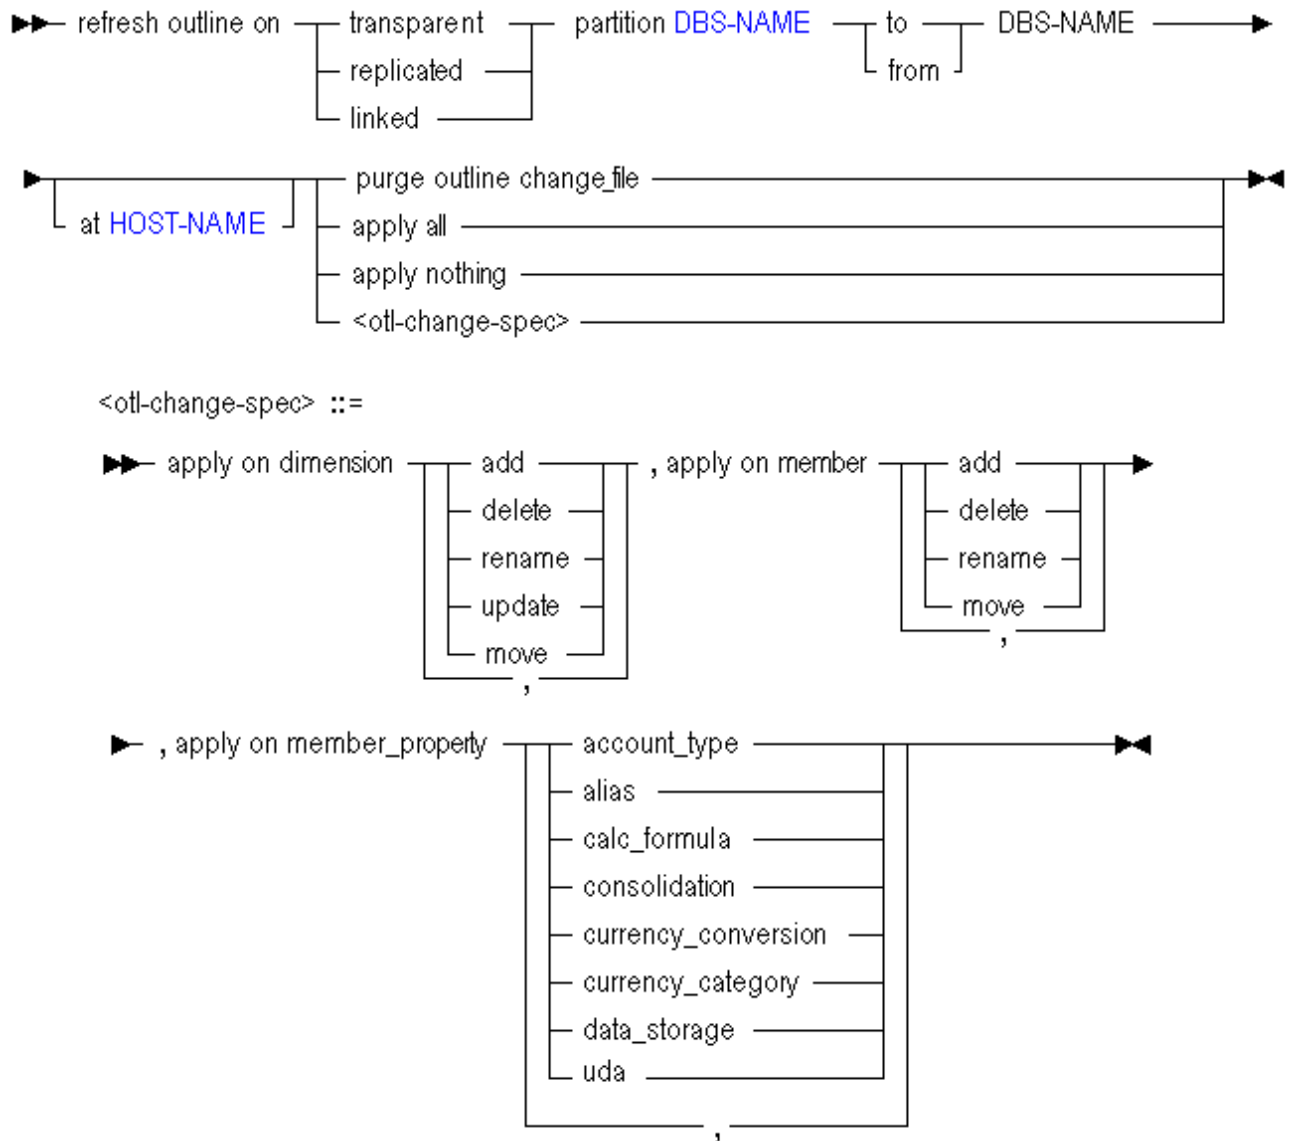 refresh outline on transparent partition DBS-NAME to DBS-NAME
replicated from
linked
purge outline change_file
at HOST-NAME apply all
apply nothing
<otl-change-spec>
<otl-change-spec> ::=
apply on dimension add , apply on member add
delete delete
rename rename
update move
move ,
,
, apply on member_property account_type
alias
calc_formula
consolidation
currency_conversion
currency_category
data_storage
uda
,